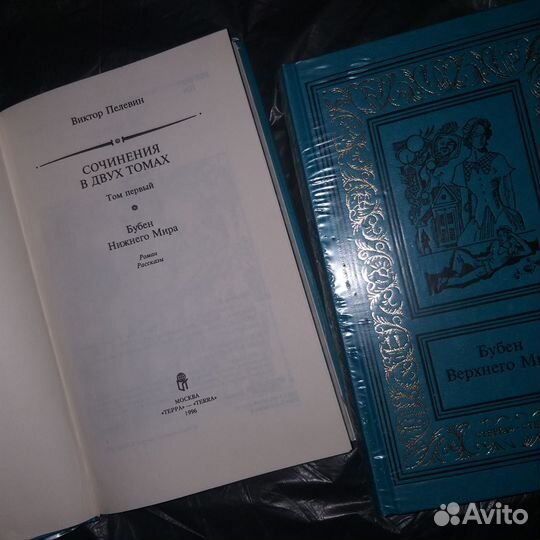 Виктор Пелевин
СОЧИНЕНИЯ
В ДВУХ ТОМАХ
Том первый
Бубен
Нижнего Мира
Роман
Рассказы
МОСКВА
«ТЕРРА» — «TERRA»
1996
Бубен
Верхнего Ми
Avito